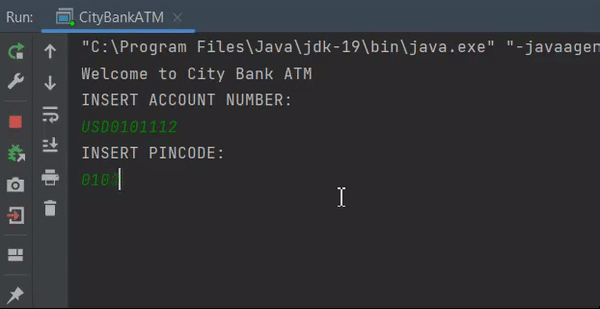 Run: CityBankATM
"C:\Program Files\Java\jdk-19\bin\java.exe" "-javaagen
Welcome to City Bank ATM
INSERT ACCOUNT NUMBER:
USD0101112
INSERT PINCODE:
010